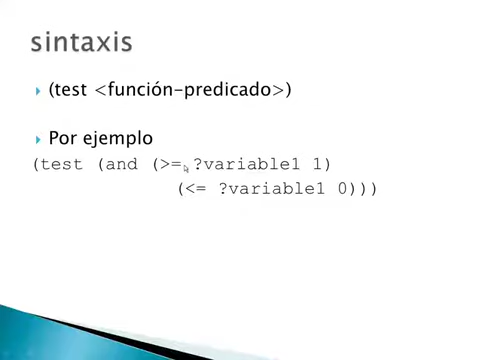 sintaxis
(test <función-predicado>)
Por ejemplo
(test (and (>= ?variable1 1)
(<= ?variable1 0)))